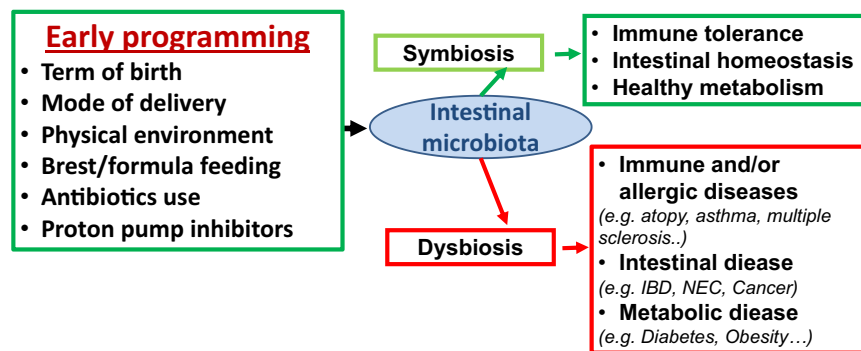 Early programming
• Term of birth
• Mode of delivery
• Physical environment
• Brest/formula feeding
• Antibiotics use
• Proton pump inhibitors
Intestinal
microbiota
Symbiosis
• Immune tolerance
• Intestinal homeostasis
• Healthy metabolism
Dysbiosis
• Immune and/or
allergic diseases
(e.g. atopy, asthma, multiple
sclerosis..)
• Intestinal disease
(e.g. IBD, NEC, Cancer)
• Metabolic disease
(e.g. Diabetes, Obesity…)